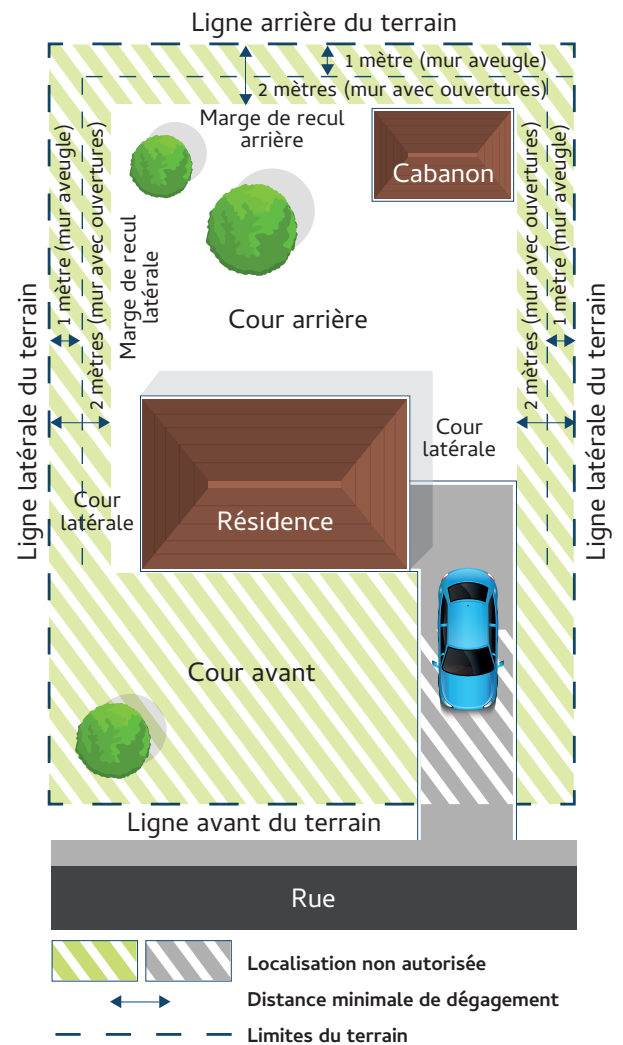 Ligne arrière du terrain
1 mètre (mur aveugle)
2 mètres (mur avec ouvertures)
Marge de recul
arrière
Cabanon
1 mètre (mur aveugle)
2 mètres (mur avec ouvertures)
Marge de recul
latérale
2 mètres (mur avec ouvertures)
1 mètre (mur aveugle)
Cour arrière
Ligne latérale du terrain
Ligne latérale du terrain
Cour
latérale
Cour
latérale
Résidence
Cour avant
Ligne avant du terrain
Rue
Localisation non autorisée
Distance minimale de dégagement
Limites du terrain